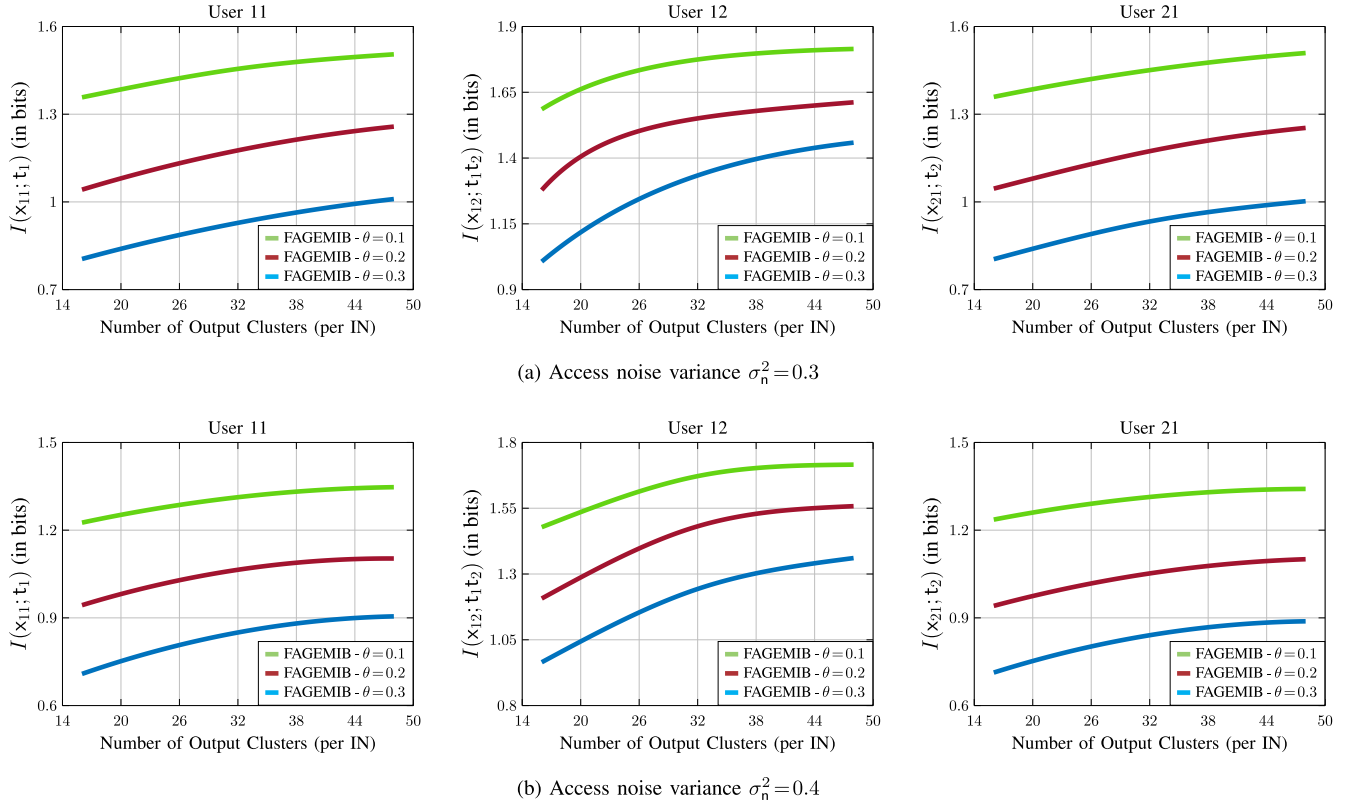 User 11
1.6
1.3
1
0.7
I(x₁₁; t₁) (in bits)
FAGEMIB - θ = 0.1
FAGEMIB - θ = 0.2
FAGEMIB - θ = 0.3
14 20 26 32 38 44 50
Number of Output Clusters (per IN)
User 12
1.9
1.65
1.4
1.15
0.9
I(x₁₂; t₁t₂) (in bits)
FAGEMIB - θ = 0.1
FAGEMIB - θ = 0.2
FAGEMIB - θ = 0.3
14 20 26 32 38 44 50
Number of Output Clusters (per IN)
User 21
1.6
1.3
1
0.7
I(x₂₁; t₂) (in bits)
FAGEMIB - θ = 0.1
FAGEMIB - θ = 0.2
FAGEMIB - θ = 0.3
14 20 26 32 38 44 50
Number of Output Clusters (per IN)
(a) Access noise variance σₙ² = 0.3
User 11
1.5
1.2
0.9
0.6
I(x₁₁; t₁) (in bits)
FAGEMIB - θ = 0.1
FAGEMIB - θ = 0.2
FAGEMIB - θ = 0.3
14 20 26 32 38 44 50
Number of Output Clusters (per IN)
User 12
1.8
1.55
1.3
1.05
0.8
I(x₁₂; t₁t₂) (in bits)
FAGEMIB - θ = 0.1
FAGEMIB - θ = 0.2
FAGEMIB - θ = 0.3
14 20 26 32 38 44 50
Number of Output Clusters (per IN)
User 21
1.5
1.2
0.9
0.6
I(x₂₁; t₂) (in bits)
FAGEMIB - θ = 0.1
FAGEMIB - θ = 0.2
FAGEMIB - θ = 0.3
14 20 26 32 38 44 50
Number of Output Clusters (per IN)
(b) Access noise variance σₙ² = 0.4